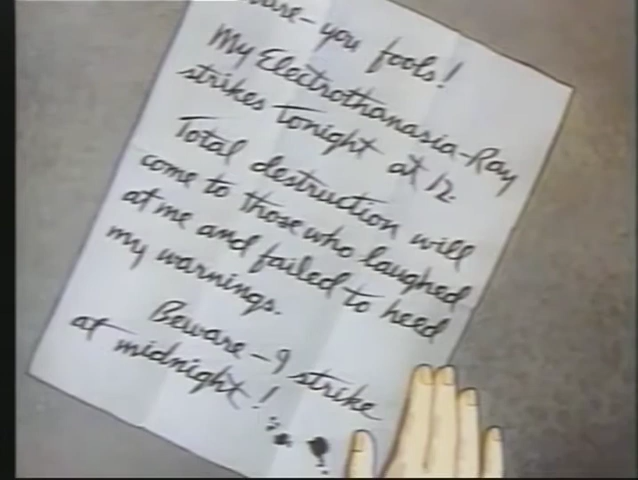 ware-you fools!
My Electrothanasia-Ray
strikes tonight at 12.
Total destruction will
come to those who laughed
at me and failed to heed
my warnings.
Beware-I strike
at midnight!